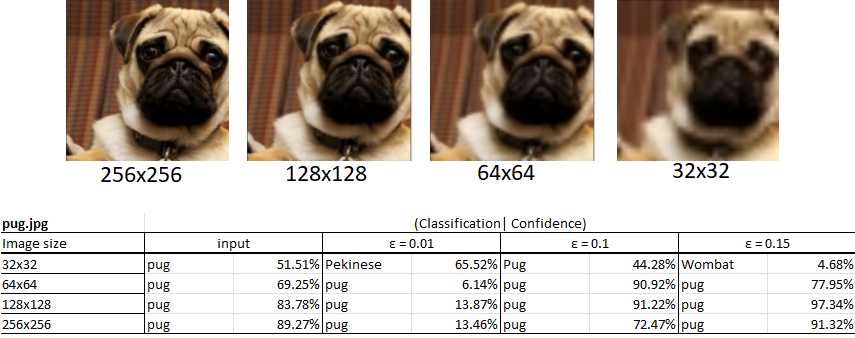 256x256 128x128 64x64 32x32
pug.jpg (Classification| Confidence)
Image size input ε = 0.01 ε = 0.1 ε = 0.15
32x32 pug 51.51% Pekinese 65.52% Pug 44.28% Wombat 4.68%
64x64 pug 69.25% pug 6.14% pug 90.92% pug 77.95%
128x128 pug 83.78% pug 13.87% pug 91.22% pug 97.34%
256x256 pug 89.27% pug 13.46% pug 72.47% pug 91.32%